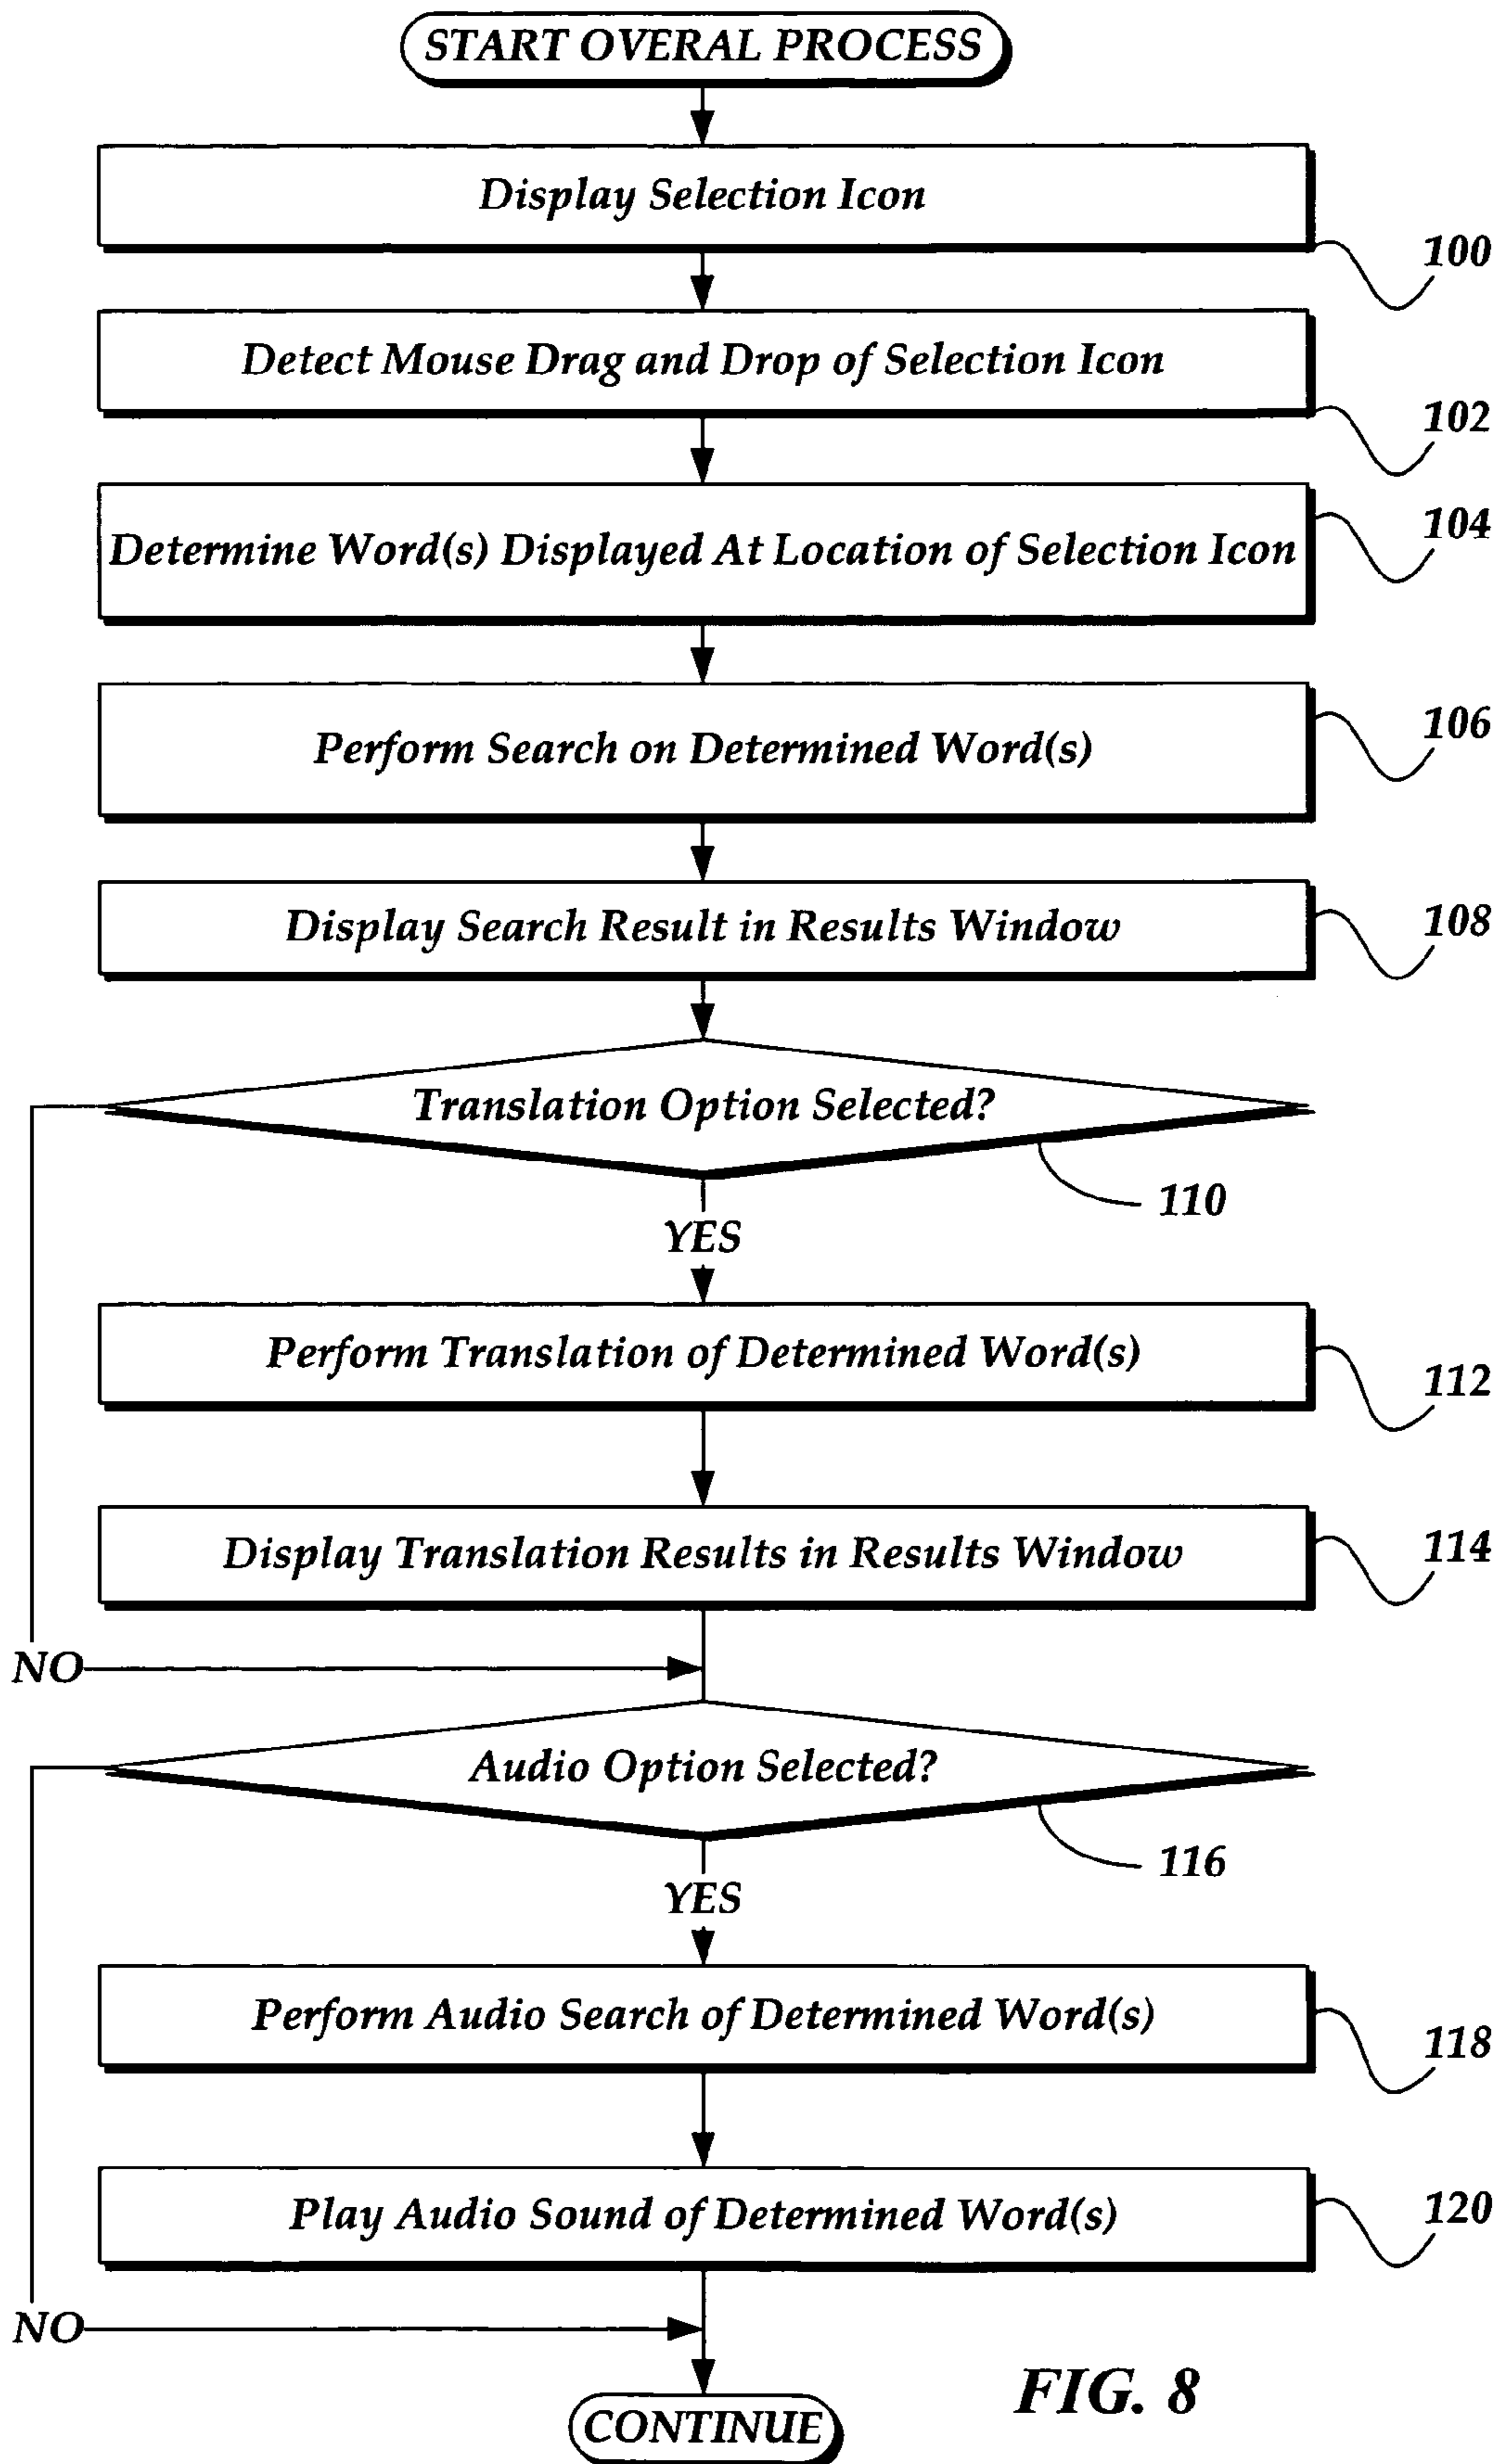 START OVERAL PROCESS
Display Selection Icon
100
Detect Mouse Drag and Drop of Selection Icon
102
Determine Word(s) Displayed At Location of Selection Icon
104
Perform Search on Determined Word(s)
106
Display Search Result in Results Window
108
Translation Option Selected?
110
YES
Perform Translation of Determined Word(s)
112
Display Translation Results in Results Window
114
NO
Audio Option Selected?
116
YES
Perform Audio Search of Determined Word(s)
118
Play Audio Sound of Determined Word(s)
120
NO
CONTINUE
FIG. 8